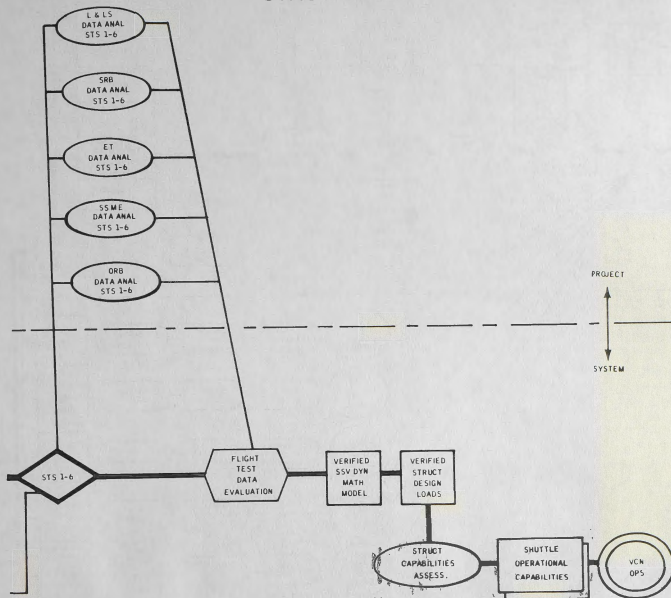 L & LS
DATA ANAL
STS 1-6
SRB
DATA ANAL
STS 1-6
ET
DATA ANAL
STS 1-6
SSME
DATA ANAL
STS 1-6
ORB
DATA ANAL
STS 1-6
PROJECT
SYSTEM
STS 1-6
FLIGHT
TEST
DATA
EVALUATION
VERIFIED
SSV DYN
MATH
MODEL
VERIFIED
STRUCT
DESIGN
LOADS
STRUCT
CAPABILITIES
ASSESS.
SHUTTLE
OPERATIONAL
CAPABILITIES
VCN
OPS